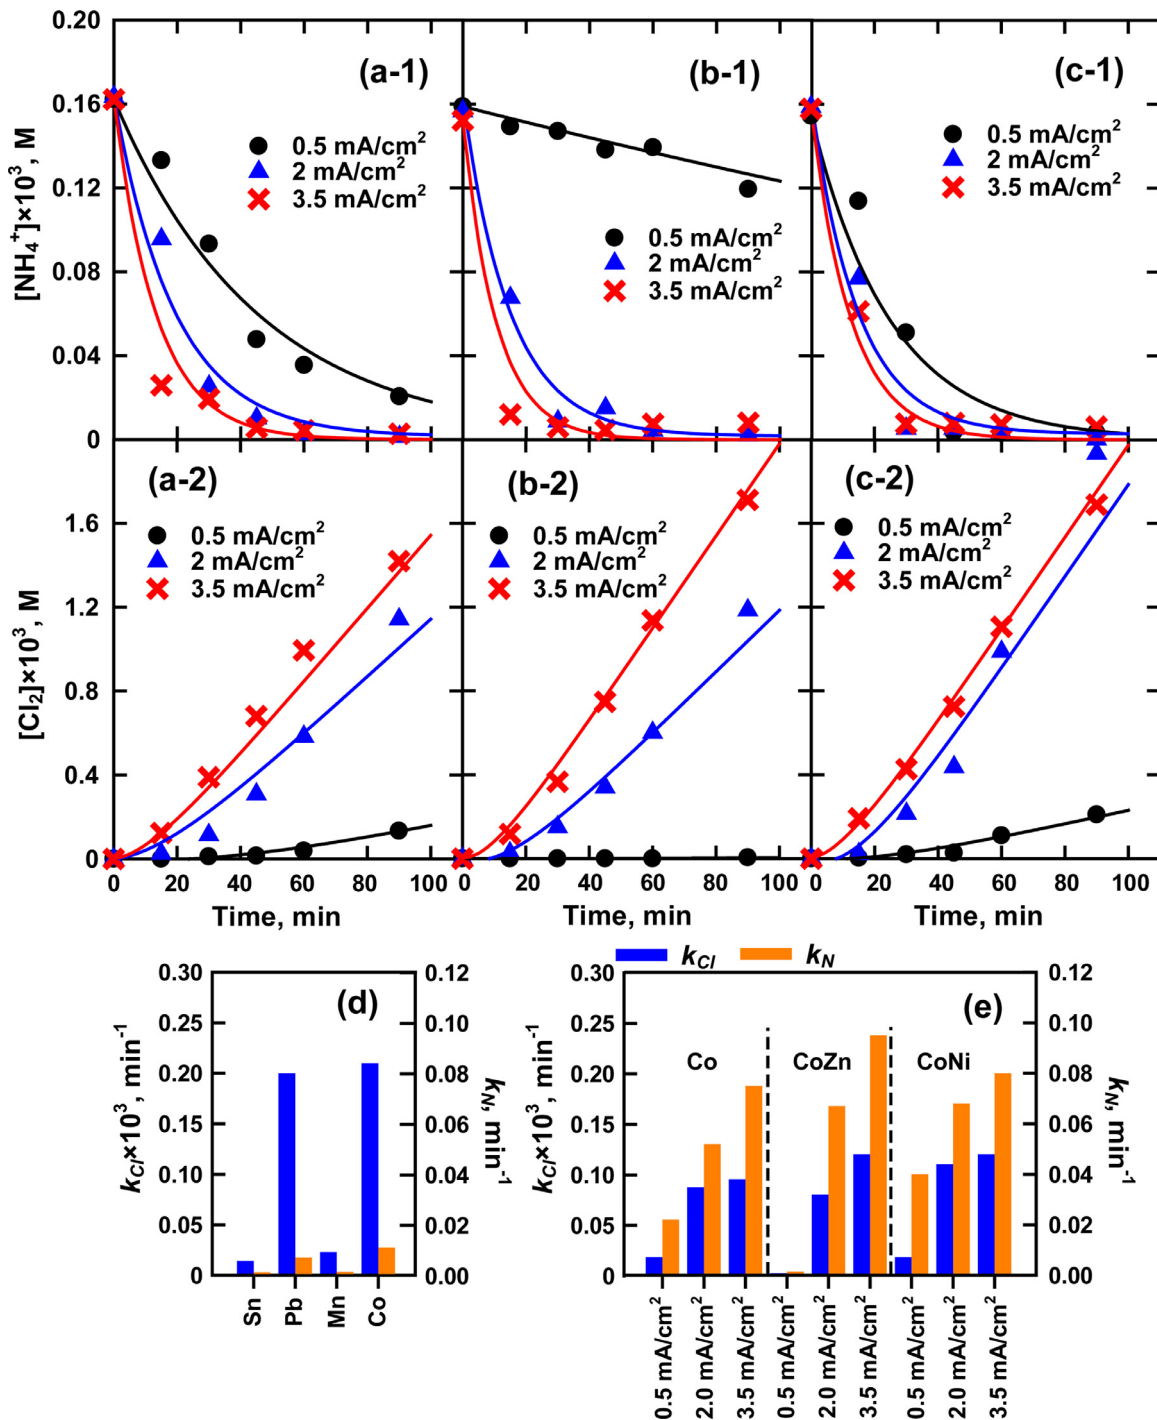 0.20
0.16
0.12
0.08
0.04
0
[NH₄⁺]×10³, M
(a-1)
0.5 mA/cm²
2 mA/cm²
3.5 mA/cm²
(b-1)
0.5 mA/cm²
2 mA/cm²
3.5 mA/cm²
(c-1)
0.5 mA/cm²
2 mA/cm²
3.5 mA/cm²
1.6
1.2
0.8
0.4
0
[Cl₂]×10³, M
(a-2)
0.5 mA/cm²
2 mA/cm²
3.5 mA/cm²
(b-2)
0.5 mA/cm²
2 mA/cm²
3.5 mA/cm²
(c-2)
0.5 mA/cm²
2 mA/cm²
3.5 mA/cm²
0 20 40 60 80 100
0 20 40 60 80 100
0 20 40 60 80 100
Time, min
Time, min
Time, min
(d)
0.30
0.25
0.20
0.15
0.10
0.05
0
k_Cl×10³, min⁻¹
0.12
0.10
0.08
0.06
0.04
0.02
0.00
k_N, min⁻¹
Sn
Pb
Mn
Co
k_Cl
k_N
(e)
0.30
0.25
0.20
0.15
0.10
0.05
0
k_Cl×10³, min⁻¹
Co
CoZn
CoNi
0.12
0.10
0.08
0.06
0.04
0.02
0.00
k_N, min⁻¹
0.5 mA/cm²
2.0 mA/cm²
3.5 mA/cm²
0.5 mA/cm²
2.0 mA/cm²
3.5 mA/cm²
0.5 mA/cm²
2.0 mA/cm²
3.5 mA/cm²